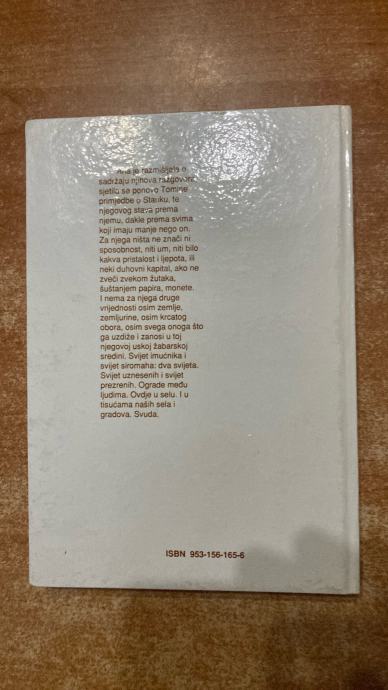 Ana je razmišljala o
sadržaju njihova razgovora,
sjetila se ponovo Tomine
primjedbe o Staniku, te
njegovog stava prema
njemu, dakle prema svima
koji imaju manje nego on.
Za njega ništa ne znači ni
sposobnost, niti um, niti bilo
kakva pristalost i ljepota, ili
neki duhovni kapital, ako ne
zveči zvekom žutaka,
šuštanjem papira, monete.
I nema za njega druge
vrijednosti osim zemlje,
zemljurine, osim krcatog
obora, osim svega onoga što
ga uzdiže i zanosi u toj
njegovoj uskoj žabarskoj
sredini. Svijet imućnika i
svijet siromaha: dva svijeta.
Svijet uznesenih i svijet
prezrenih. Ograde među
ljudima. Ovdje u selu. I u
tisućama naših sela i
gradova. Svuda.
ISBN 953-156-165-6